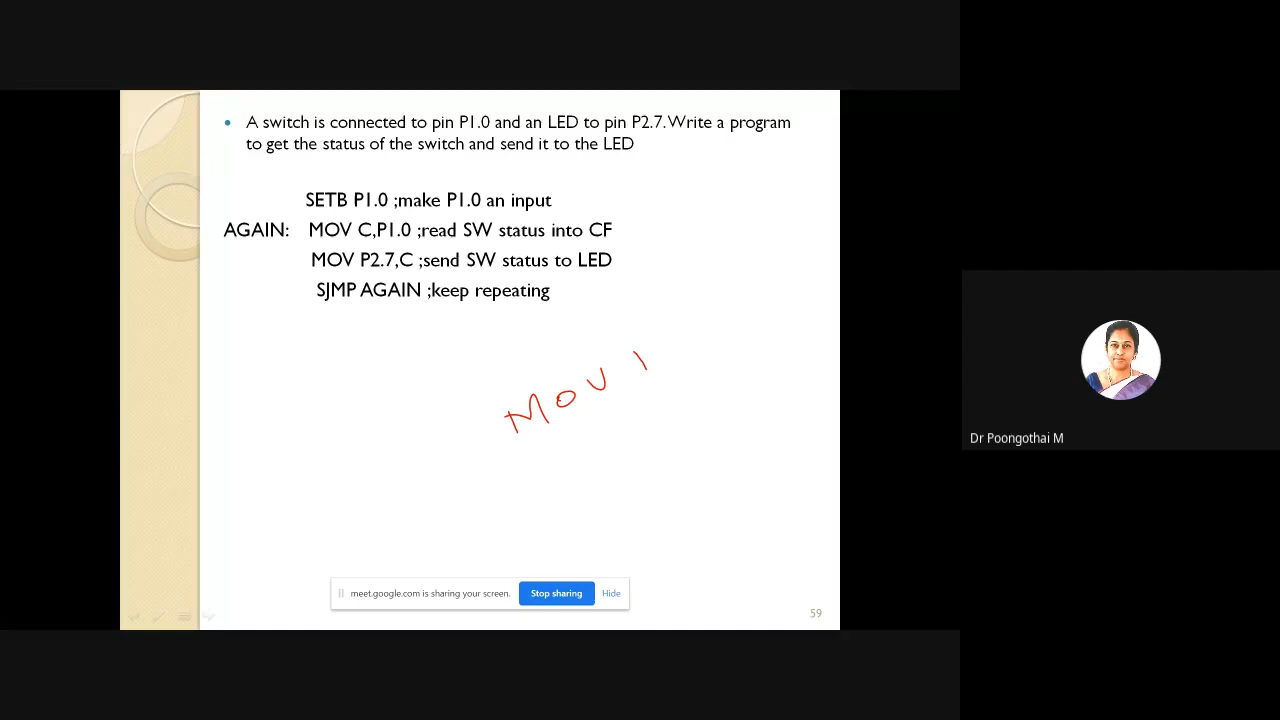 • A switch is connected to pin P1.0 and an LED to pin P2.7. Write a program
to get the status of the switch and send it to the LED
SETB P1.0 ;make P1.0 an input
AGAIN: MOV C,P1.0 ;read SW status into CF
MOV P2.7,C ;send SW status to LED
SJMP AGAIN ;keep repeating
MOV
Dr Poongothai M
meet.google.com is sharing your screen. Stop sharing Hide
59